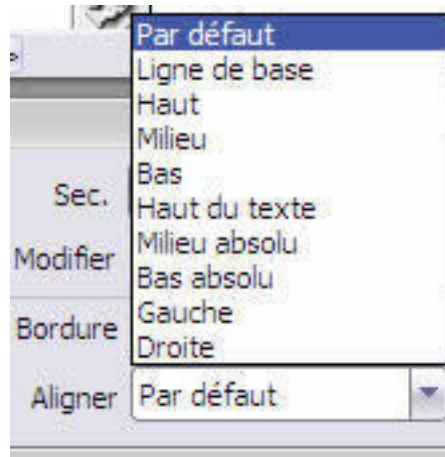 Par défaut
Ligne de base
Haut
Milieu
Bas
Sec.
Haut du texte
Modifier
Milieu absolu
Bas absolu
Gauche
Bordure
Droite
Aligner Par défaut